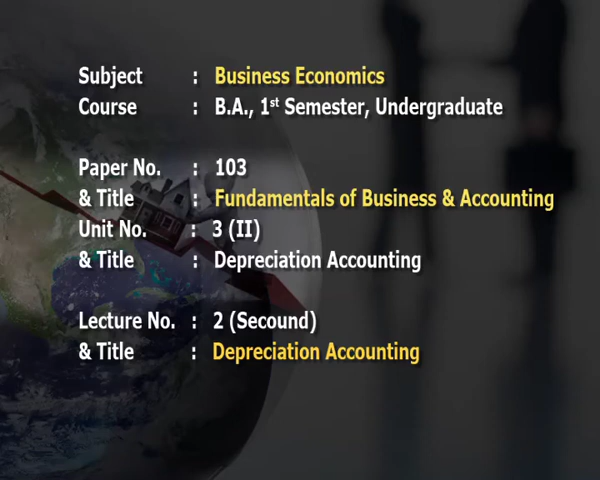 Subject : Business Economics
Course : B.A., 1st Semester, Undergraduate
Paper No. : 103
& Title : Fundamentals of Business & Accounting
Unit No. : 3 (II)
& Title : Depreciation Accounting
Lecture No. : 2 (Secound)
& Title : Depreciation Accounting